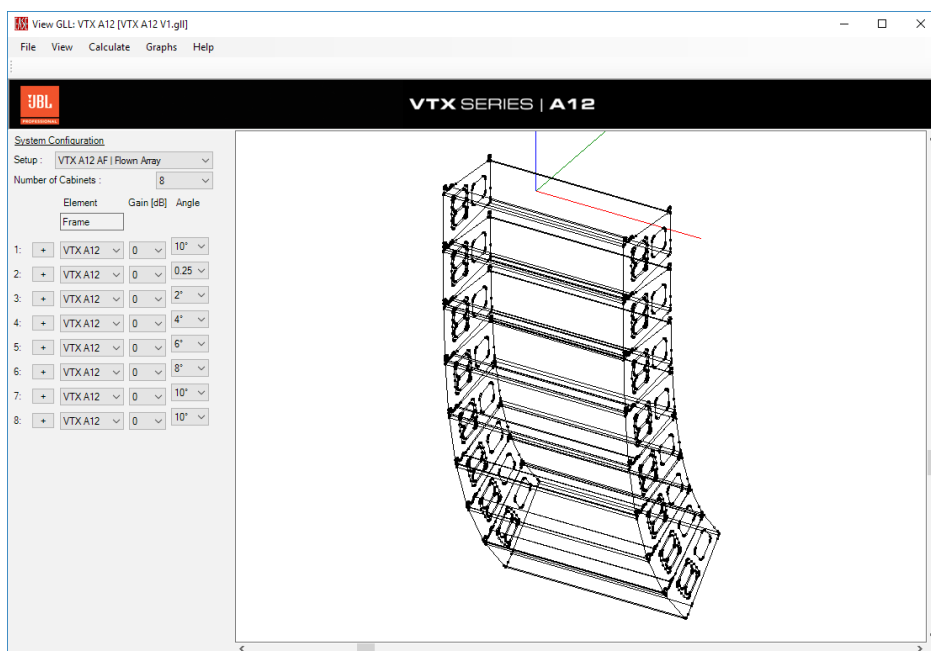 View GLL: VTX A12 [VTX A12 V1.gll]
File View Calculate Graphs Help
JBL
PROFESSIONAL
VTX SERIES | A12
System Configuration
Setup : VTX A12 AF | Flown Array
Number of Cabinets : 8
Element Gain [dB] Angle
Frame
1: + VTX A12 0 10°
2: + VTX A12 0 0.25
3: + VTX A12 0 2°
4: + VTX A12 0 4°
5: + VTX A12 0 6°
6: + VTX A12 0 8°
7: + VTX A12 0 10°
8: + VTX A12 0 10°